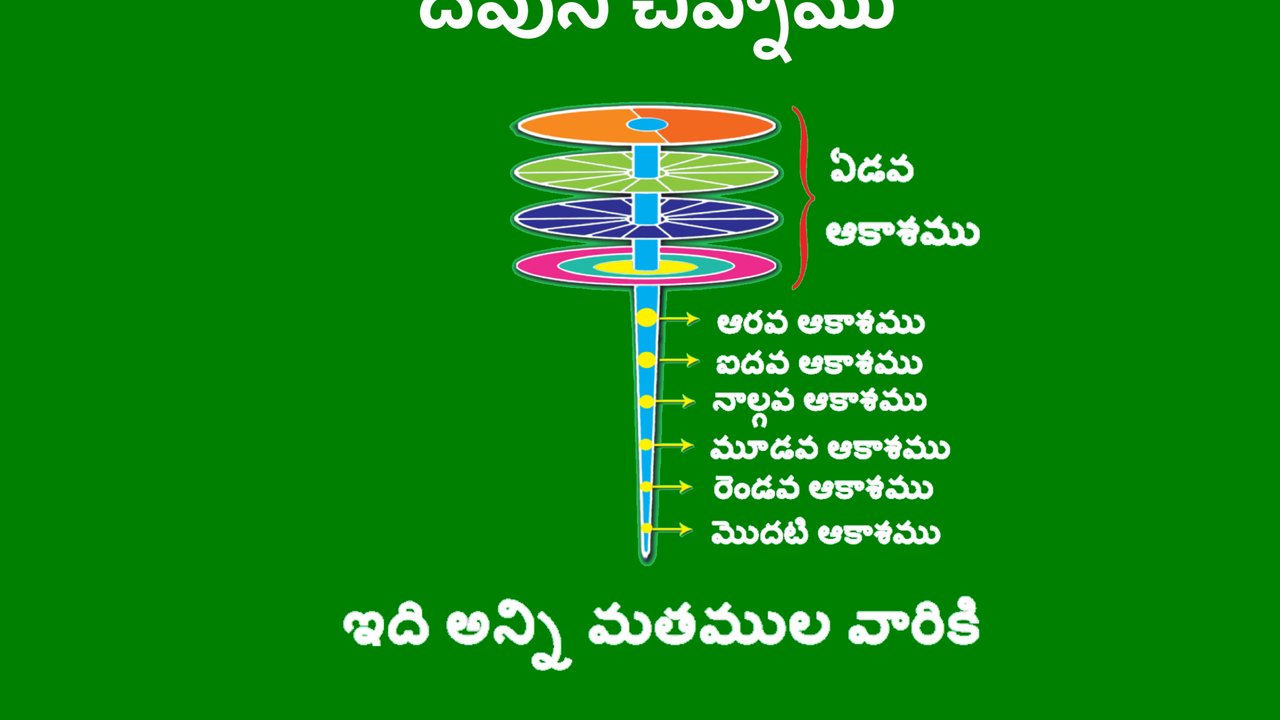 దేవుని చిహ్నము
ఏడవ
ఆకాశము
ఆరవ ఆకాశము
ఐదవ ఆకాశము
నాల్గవ ఆకాశము
మూడవ ఆకాశము
రెండవ ఆకాశము
మొదటి ఆకాశము
ఇది అన్ని మతముల వారికి